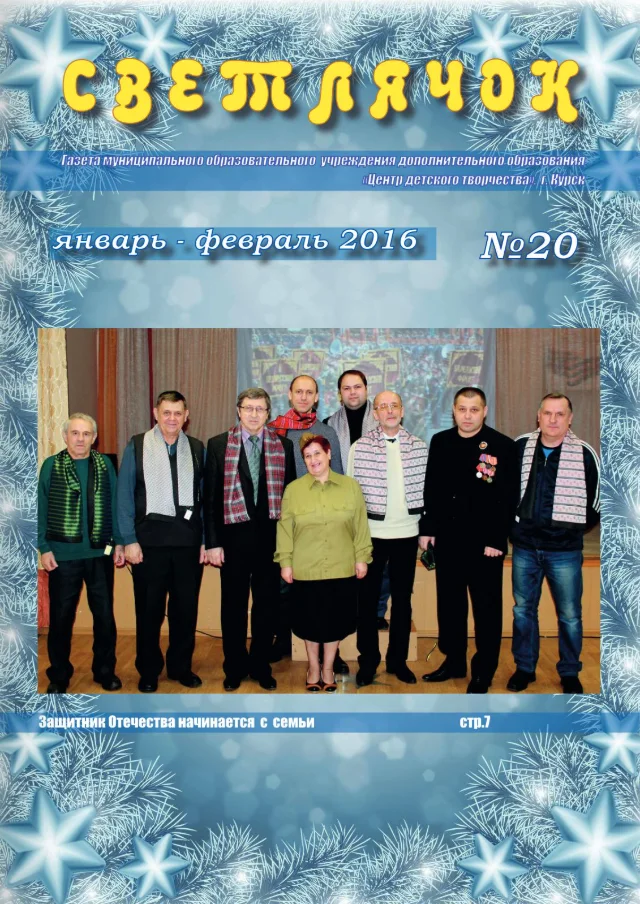 СВЕТЛЯЧОК
Газета муниципального образовательного учреждения дополнительного образования
«Центр детского творчества», г. Курск
январь - февраль 2016 №20
Защитник Отечества начинается с семьи стр.7